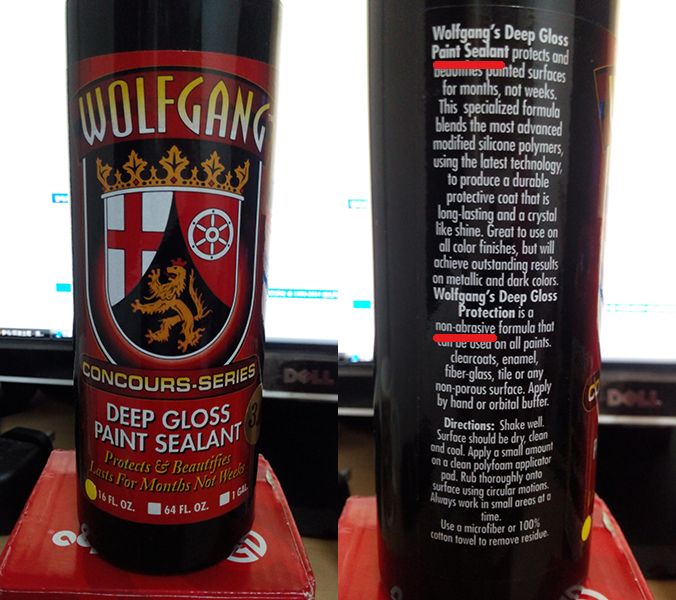 WOLFGANG
CONCOURS-SERIES
DEEP GLOSS
PAINT SEALANT
3.
Protects & Beautifies
Lasts For Months Not Weeks
16 FL. OZ. 64 FL. OZ. 1 GAL.
DELL
Wolfgang's Deep Gloss
Paint Sealant protects and
beautifies painted surfaces
for months, not weeks.
This specialized formula
blends the most advanced
modified silicone polymers,
using the latest technology,
to produce a durable
protective coat that is
long-lasting and a crystal
like shine. Great to use on
all color finishes, but will
achieve outstanding results
on metallic and dark colors.
Wolfgang's Deep Gloss
Protection is a
non-abrasive formula that
can be used on all paints.
clearcoats, enamel,
fiber-glass, tile or any
non-porous surface. Apply
by hand or orbital buffer.
Directions: Shake well.
Surface should be dry, clean
and cool. Apply a small amount
on a clean polyfoam applicator
pad. Rub thoroughly onto
surface using circular motions.
Always work in small areas at a
time.
Use a microfiber or 100%
cotton towel to remove residue.
DELL